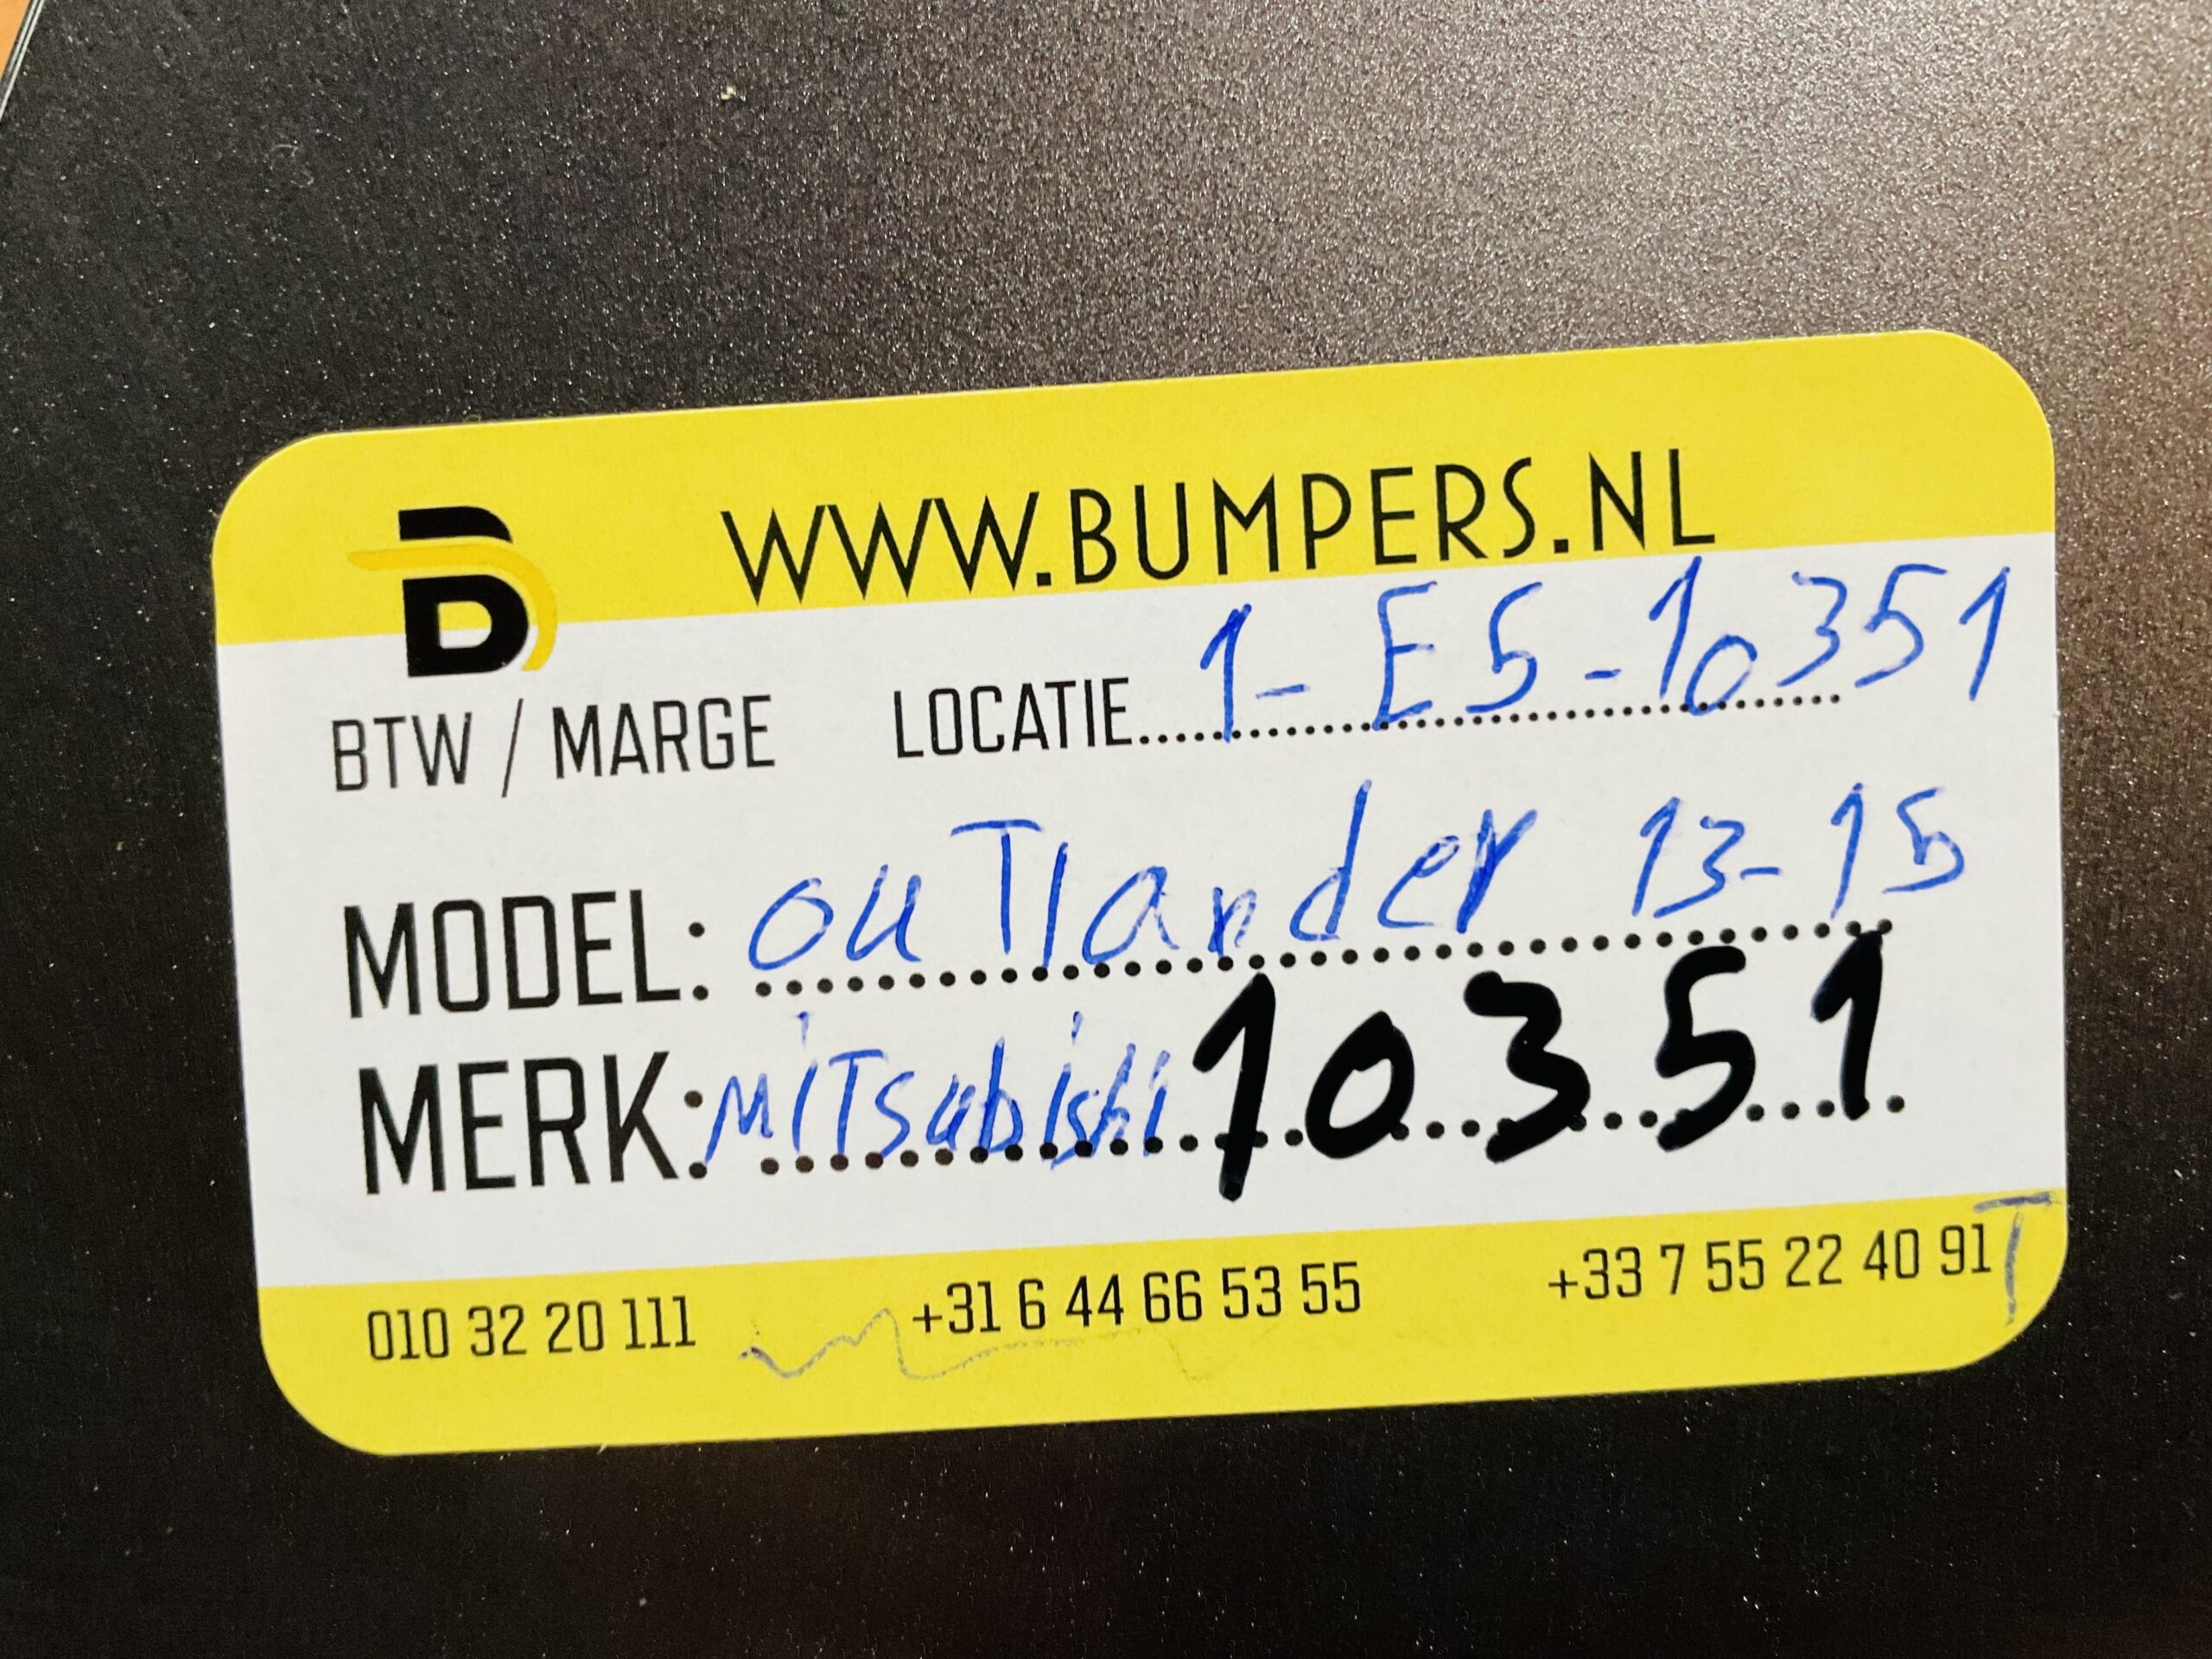 WWW.BUMPERS.NL
B
BTW / MARGE LOCATIE.....1-E5-10351
MODEL: ouTlander 13-15
MERK: MiTsubishi 10351
010 32 20 111 +31 6 44 66 53 55 +33 7 55 22 40 91 T